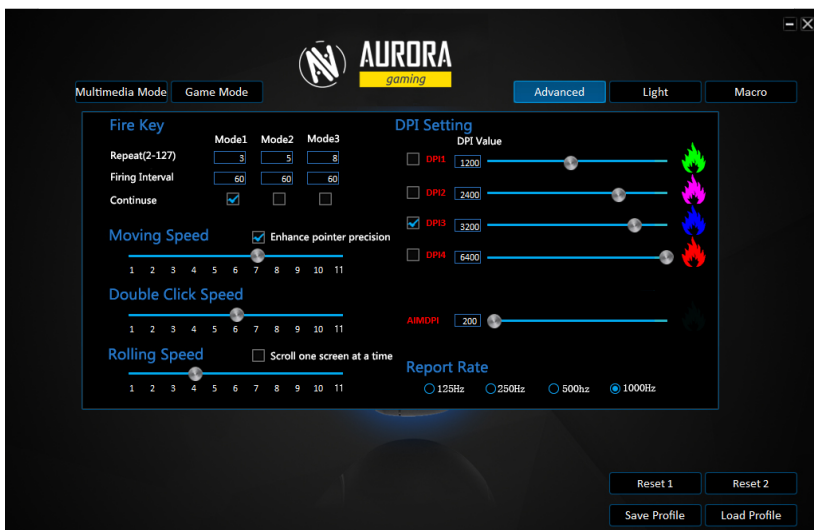 AURORA
gaming
Multimedia Mode Game Mode Advanced Light Macro
Fire Key
Mode1 Mode2 Mode3
Repeat(2-127) 3 5 8
Firing Interval 60 60 60
Continuse
Moving Speed Enhance pointer precision
1 2 3 4 5 6 7 8 9 10 11
Double Click Speed
1 2 3 4 5 6 7 8 9 10 11
Rolling Speed Scroll one screen at a time
1 2 3 4 5 6 7 8 9 10 11
DPI Setting
DPI Value
DPI1 1200
DPI2 2400
DPI3 3200
DPI4 6400
AIMDPI 200
Report Rate
125Hz 250Hz 500hz 1000Hz
Reset 1 Reset 2
Save Profile Load Profile